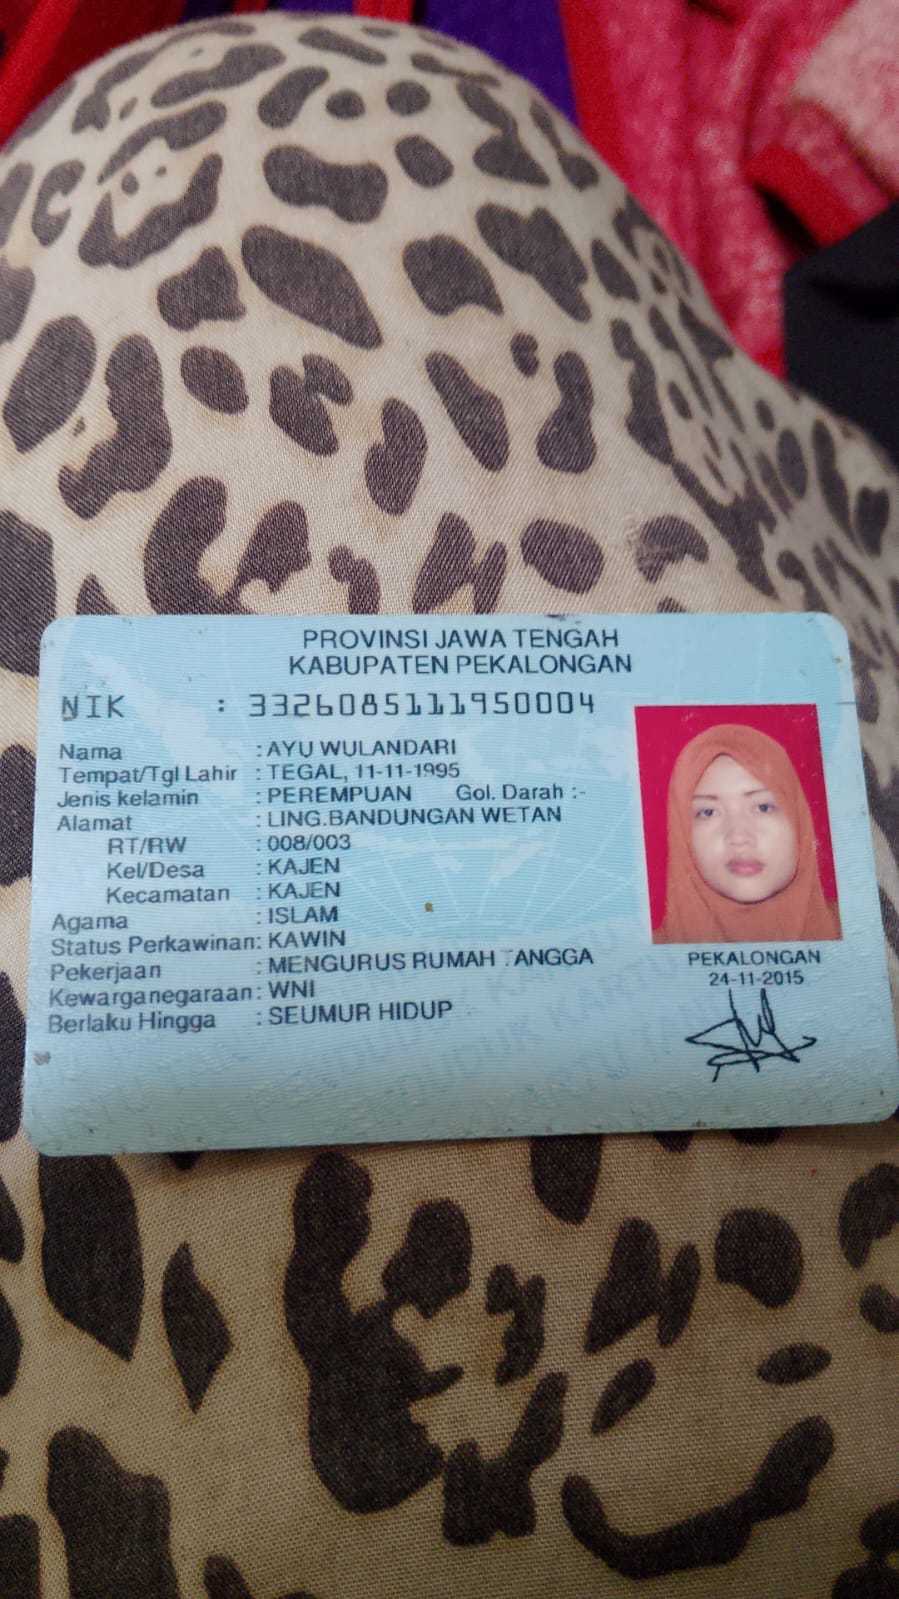 PROVINSI JAWA TENGAH
KABUPATEN PEKALONGAN
NIK : 3326085111950004
Nama : AYU WULANDARI
Tempat/Tgl Lahir : TEGAL, 11-11-1995
Jenis kelamin : PEREMPUAN Gol. Darah :-
Alamat : LING.BANDUNGAN WETAN
RT/RW : 008/003
Kel/Desa : KAJEN
Kecamatan : KAJEN
Agama : ISLAM
Status Perkawinan: KAWIN
Pekerjaan : MENGURUS RUMAH TANGGA
Kewarganegaraan: WNI
Berlaku Hingga : SEUMUR HIDUP
PEKALONGAN
24-11-2015